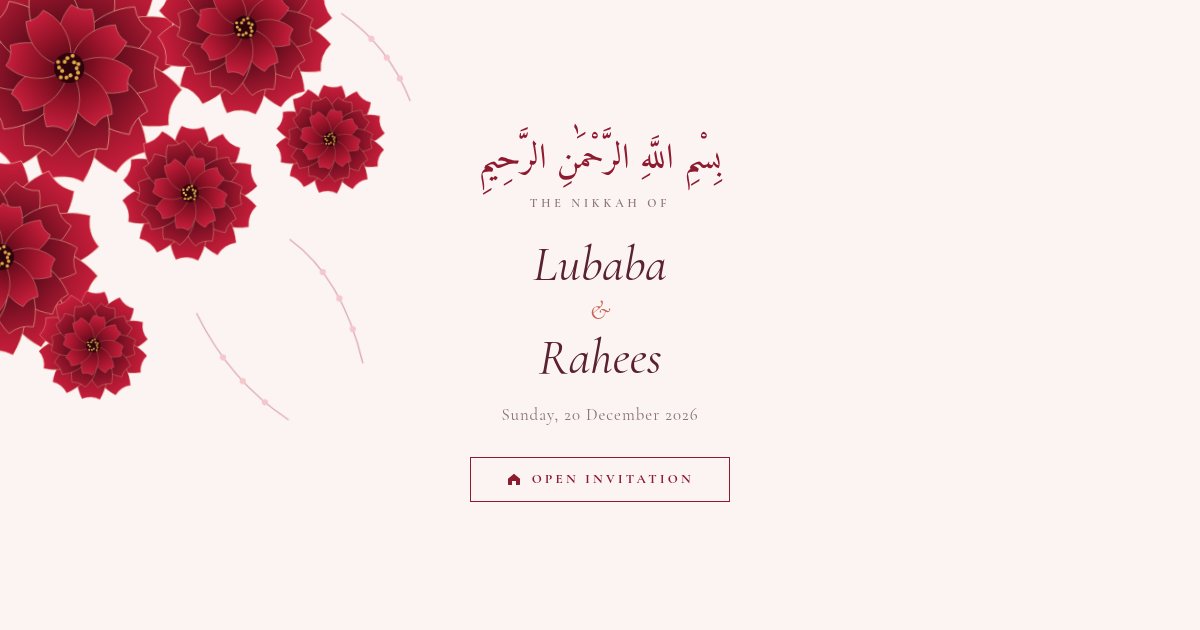 بِسْمِ اللَّهِ الرَّحْمَٰنِ الرَّحِيمِ
THE NIKKAH OF
Lubaba
&
Rahees
Sunday, 20 December 2026
OPEN INVITATION